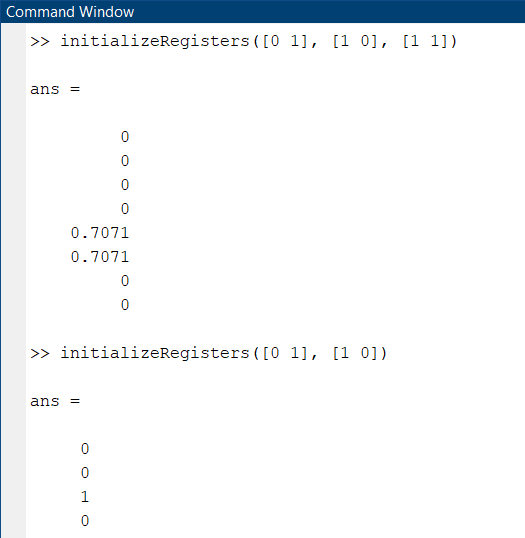 Command Window
>> initializeRegisters([0 1], [1 0], [1 1])
ans =
0
0
0
0
0.7071
0.7071
0
0
>> initializeRegisters([0 1], [1 0])
ans =
0
0
1
0